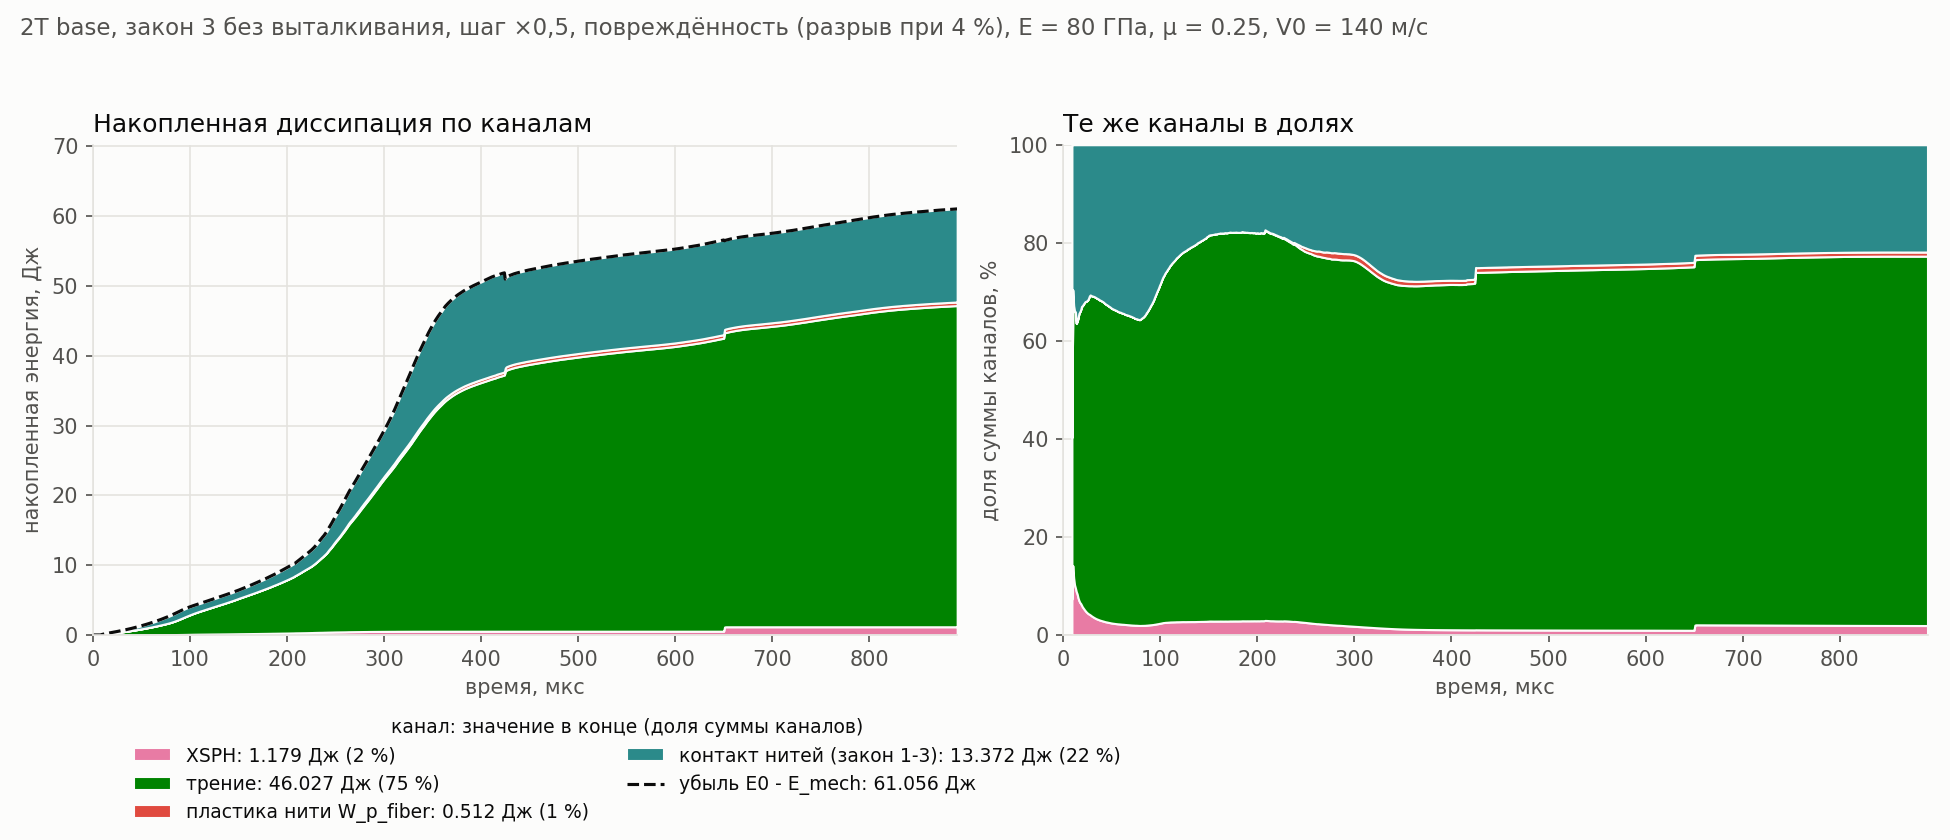 2T base, закон 3 без выталкивания, шаг ×0,5, повреждённость (разрыв при 4 %), E = 80 ГПа, μ = 0.25, V0 = 140 м/с
Накопленная диссипация по каналам
накопленная энергия, Дж
70
60
50
40
30
20
10
0
0 100 200 300 400 500 600 700 800
время, мкс
Те же каналы в долях
доля суммы каналов, %
100
80
60
40
20
0
0 100 200 300 400 500 600 700 800
время, мкс
канал: значение в конце (доля суммы каналов)
XSPH: 1.179 Дж (2 %)
трение: 46.027 Дж (75 %)
пластика нити W_p_fiber: 0.512 Дж (1 %)
контакт нитей (закон 1-3): 13.372 Дж (22 %)
убыль E0 - E_mech: 61.056 Дж